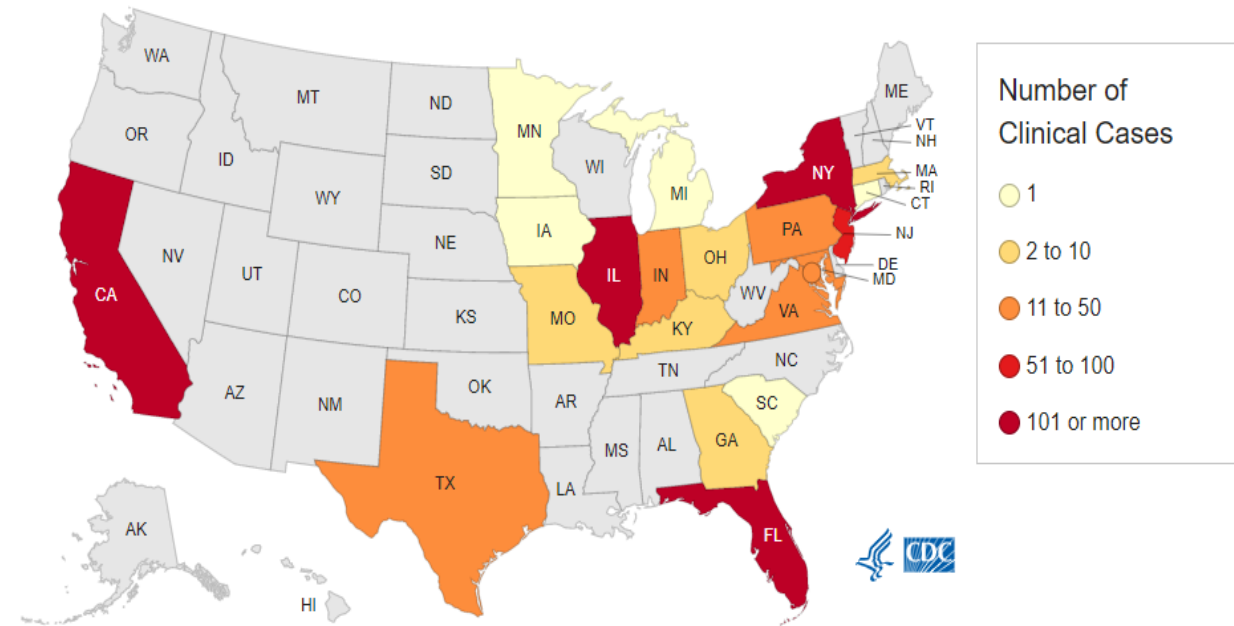 WA
MT
ND
MN
ME
VT
NH
OR
ID
SD
WI
NY
MA
RI
CT
WY
MI
IA
PA
NJ
NE
NV
UT
CO
IL
IN
OH
DE
MD
CA
WV
VA
KS
MO
KY
NC
TN
AZ
NM
OK
AR
SC
MS
AL
GA
TX
LA
FL
AK
HI
CDC
Number of
Clinical Cases
1
2 to 10
11 to 50
51 to 100
101 or more